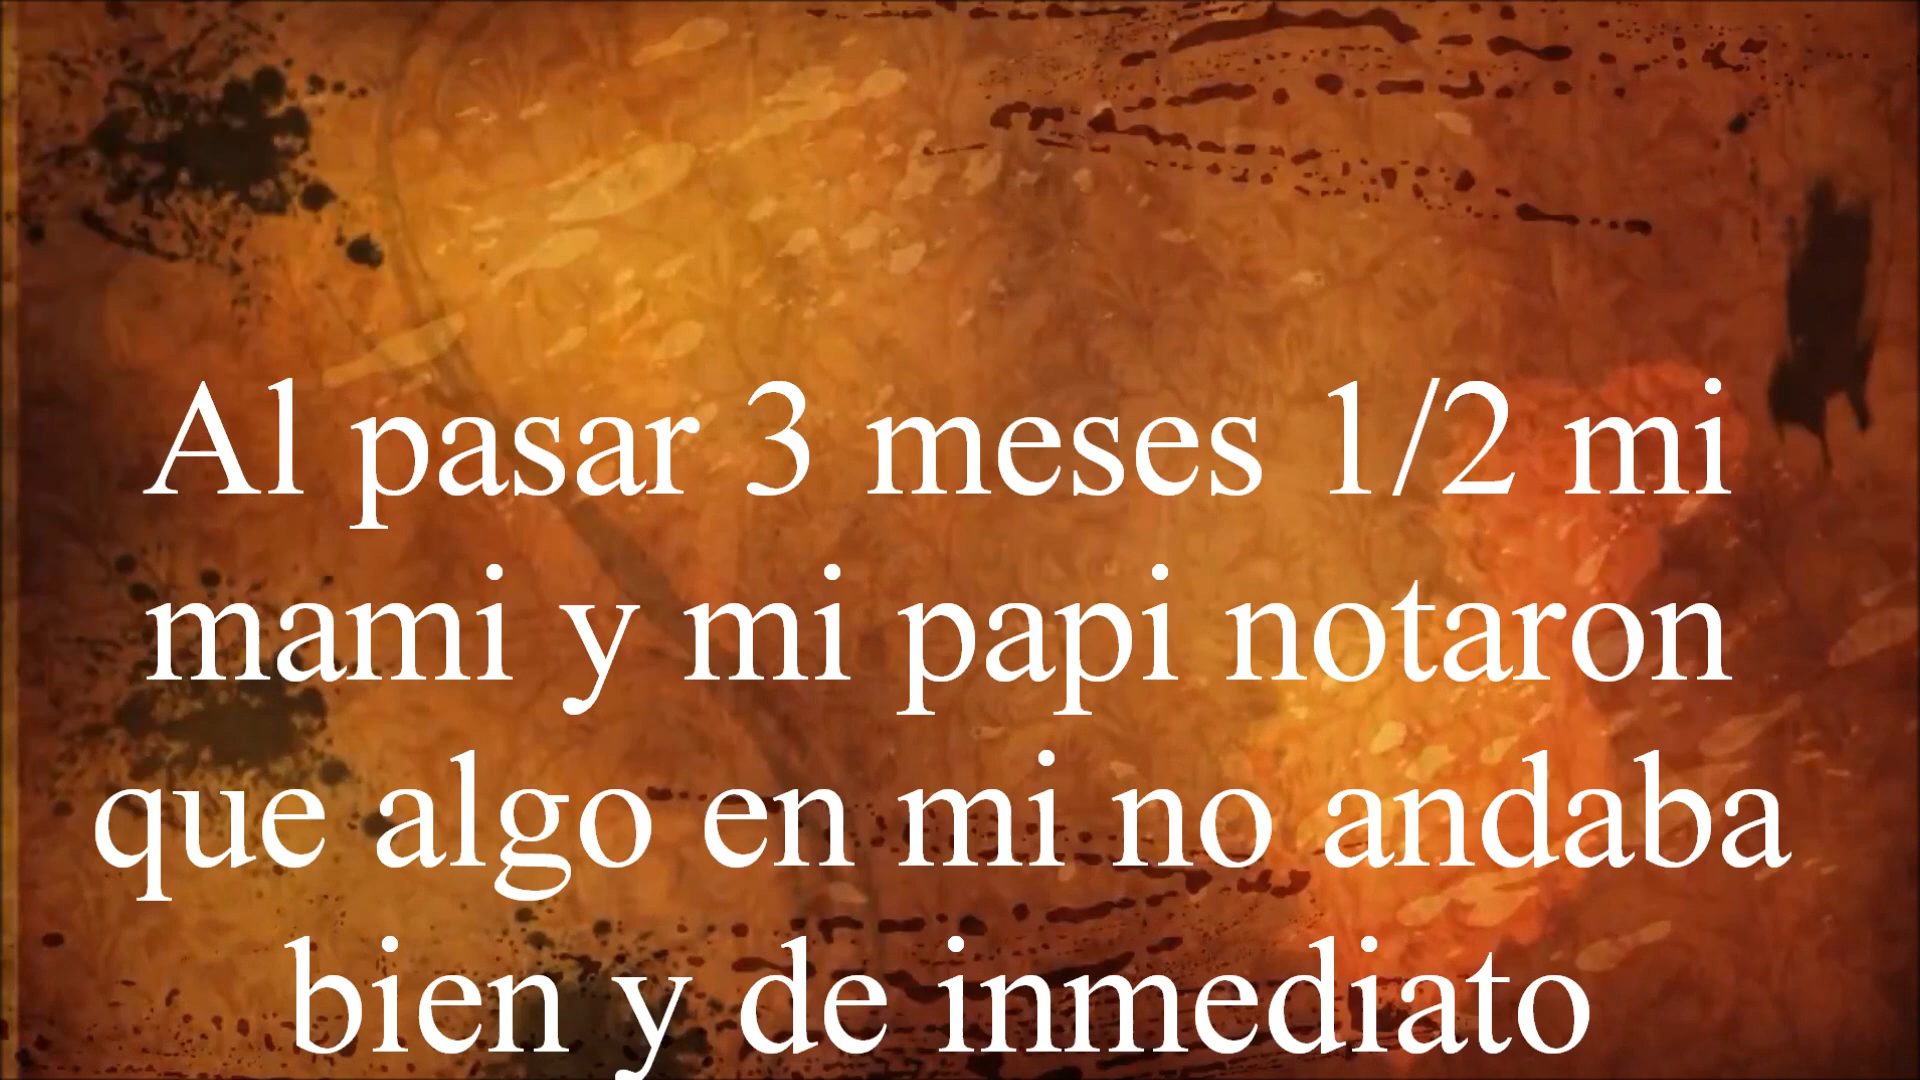 Al pasar 3 meses 1/2 mi
mami y mi papi notaron
que algo en mi no andaba
bien y de inmediato